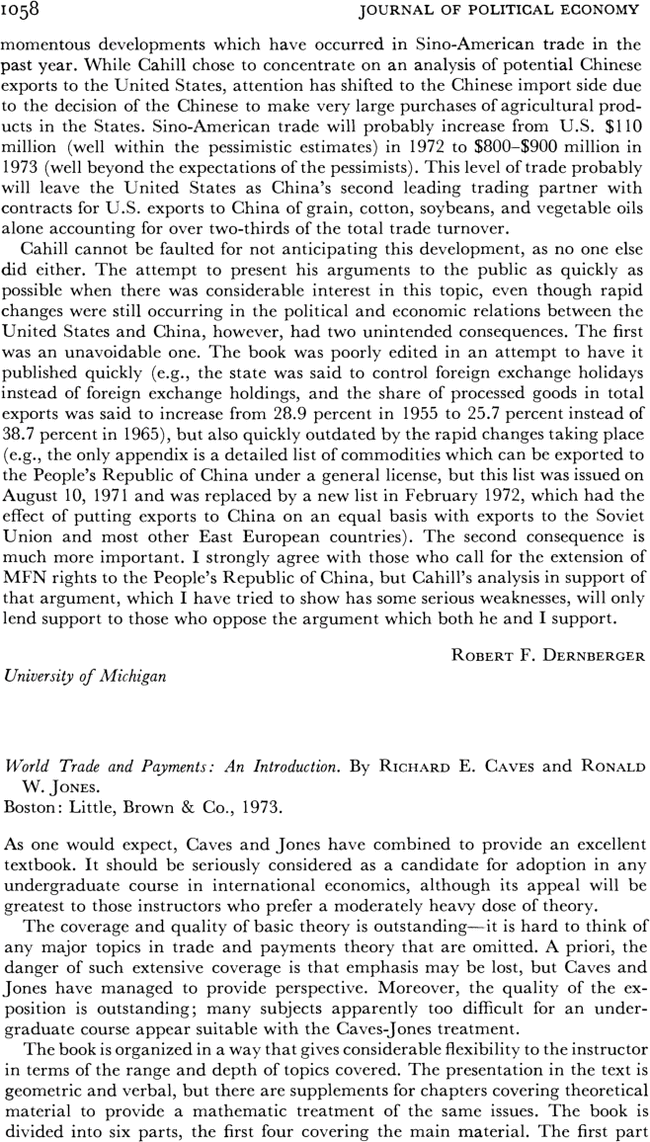 1058 JOURNAL OF POLITICAL ECONOMY
momentous developments which have occurred in Sino-American trade in the
past year. While Cahill chose to concentrate on an analysis of potential Chinese
exports to the United States, attention has shifted to the Chinese import side due
to the decision of the Chinese to make very large purchases of agricultural prod-
ucts in the States. Sino-American trade will probably increase from U.S. $110
million (well within the pessimistic estimates) in 1972 to $800–$900 million in
1973 (well beyond the expectations of the pessimists). This level of trade probably
will leave the United States as China's second leading trading partner with
contracts for U.S. exports to China of grain, cotton, soybeans, and vegetable oils
alone accounting for over two-thirds of the total trade turnover.
Cahill cannot be faulted for not anticipating this development, as no one else
did either. The attempt to present his arguments to the public as quickly as
possible when there was considerable interest in this topic, even though rapid
changes were still occurring in the political and economic relations between the
United States and China, however, had two unintended consequences. The first
was an unavoidable one. The book was poorly edited in an attempt to have it
published quickly (e.g., the state was said to control foreign exchange holidays
instead of foreign exchange holdings, and the share of processed goods in total
exports was said to increase from 28.9 percent in 1955 to 25.7 percent instead of
38.7 percent in 1965), but also quickly outdated by the rapid changes taking place
(e.g., the only appendix is a detailed list of commodities which can be exported to
the People's Republic of China under a general license, but this list was issued on
August 10, 1971 and was replaced by a new list in February 1972, which had the
effect of putting exports to China on an equal basis with exports to the Soviet
Union and most other East European countries). The second consequence is
much more important. I strongly agree with those who call for the extension of
MFN rights to the People's Republic of China, but Cahill's analysis in support of
that argument, which I have tried to show has some serious weaknesses, will only
lend support to those who oppose the argument which both he and I support.
ROBERT F. DERNBERGER
University of Michigan
World Trade and Payments: An Introduction. By RICHARD E. CAVES and RONALD
W. JONES.
Boston: Little, Brown & Co., 1973.
As one would expect, Caves and Jones have combined to provide an excellent
textbook. It should be seriously considered as a candidate for adoption in any
undergraduate course in international economics, although its appeal will be
greatest to those instructors who prefer a moderately heavy dose of theory.
The coverage and quality of basic theory is outstanding—it is hard to think of
any major topics in trade and payments theory that are omitted. A priori, the
danger of such extensive coverage is that emphasis may be lost, but Caves and
Jones have managed to provide perspective. Moreover, the quality of the ex-
position is outstanding; many subjects apparently too difficult for an under-
graduate course appear suitable with the Caves-Jones treatment.
The book is organized in a way that gives considerable flexibility to the instructor
in terms of the range and depth of topics covered. The presentation in the text is
geometric and verbal, but there are supplements for chapters covering theoretical
material to provide a mathematic treatment of the same issues. The book is
divided into six parts, the first four covering the main material. The first part